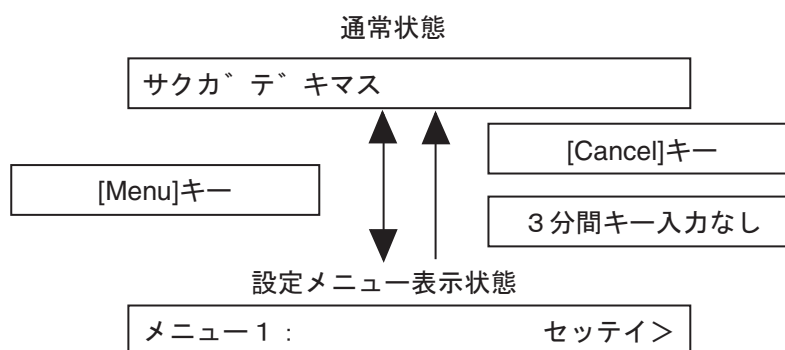 通常状態
サクカ゛テ゛キマス
[Menu]キー
[Cancel]キー
3分間キー入力なし
設定メニュー表示状態
メニュー1： セッテイ＞